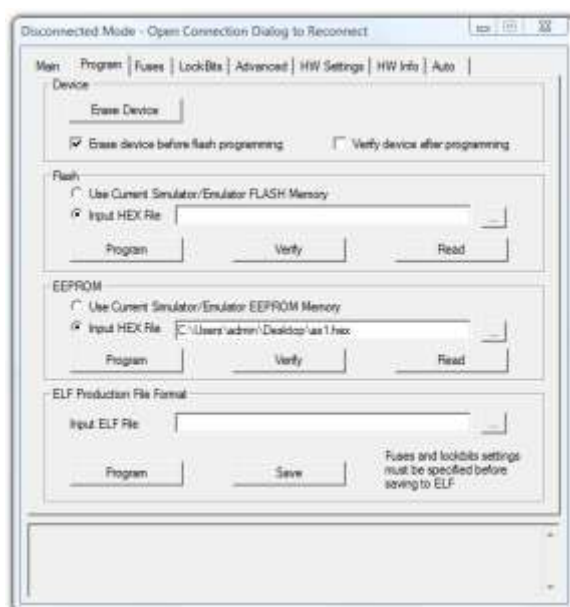 Disconnected Mode - Open Connection Dialog to Reconnect
Main Program Fuses LockBits Advanced HW Settings HW Info Auto
Device
Erase Device
Erase device before flash programming Verify device after programming
Flash
Use Current Simulator/Emulator FLASH Memory
Input HEX File ...
Program Verify Read
EEPROM
Use Current Simulator/Emulator EEPROM Memory
Input HEX File C:\Users\admin\Desktop\as1.hex ...
Program Verify Read
ELF Production File Format
Input ELF File ...
Program Save
Fuses and lockbits settings
must be specified before
saving to ELF